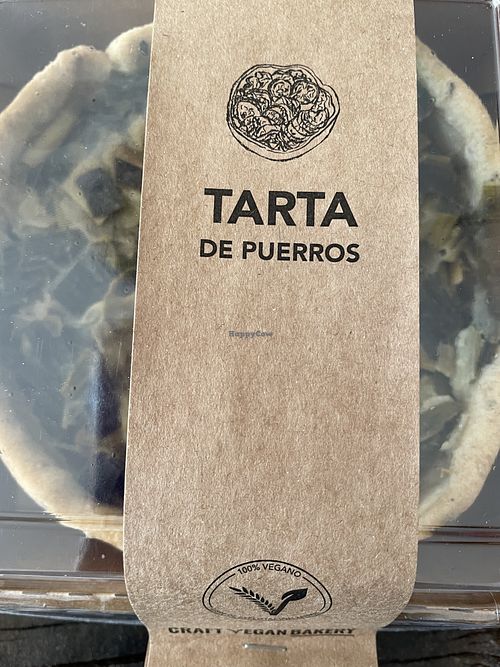 TARTA
DE PUERROS
HappyCow
100% VEGANO
CRAFT VEGAN BAKERY